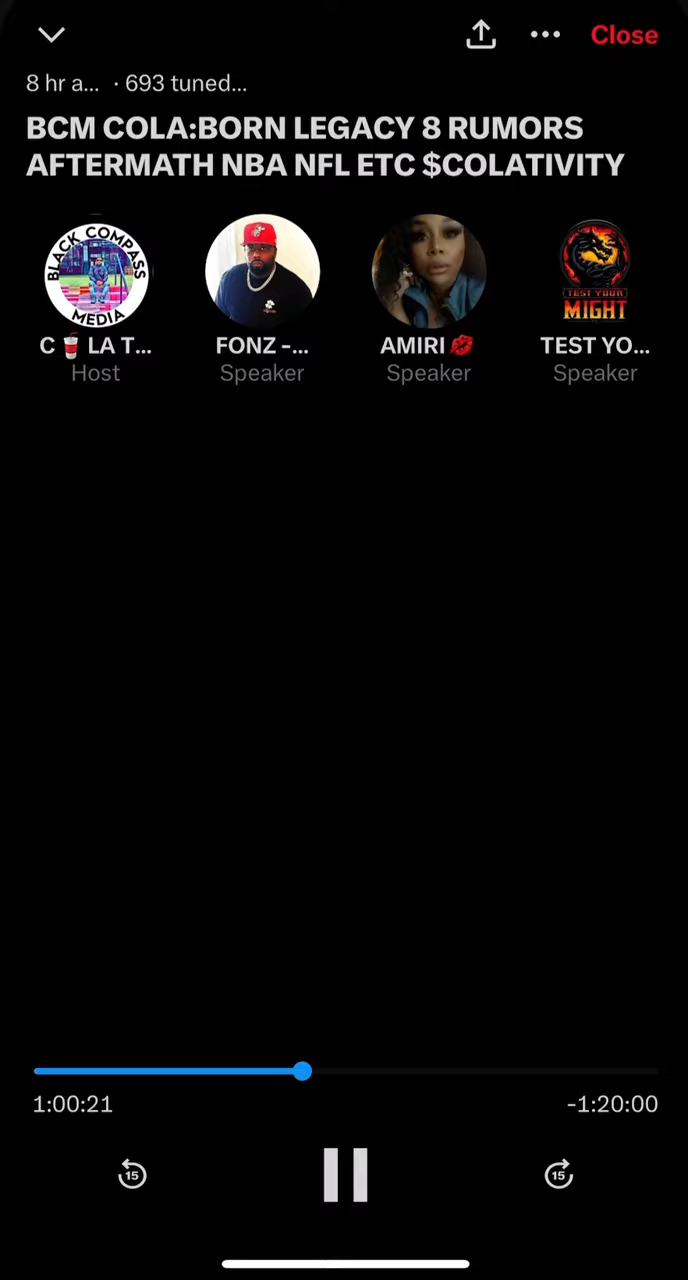 Close
8 hr a... · 693 tuned...
BCM COLA:BORN LEGACY 8 RUMORS
AFTERMATH NBA NFL ETC $COLATIVITY
BLACK COMPASS
MEDIA
TEST YOUR
MIGHT
C 🥤 LA T... FONZ -... AMIRI 💋 TEST YO...
Host Speaker Speaker Speaker
1:00:21 -1:20:00
15 15